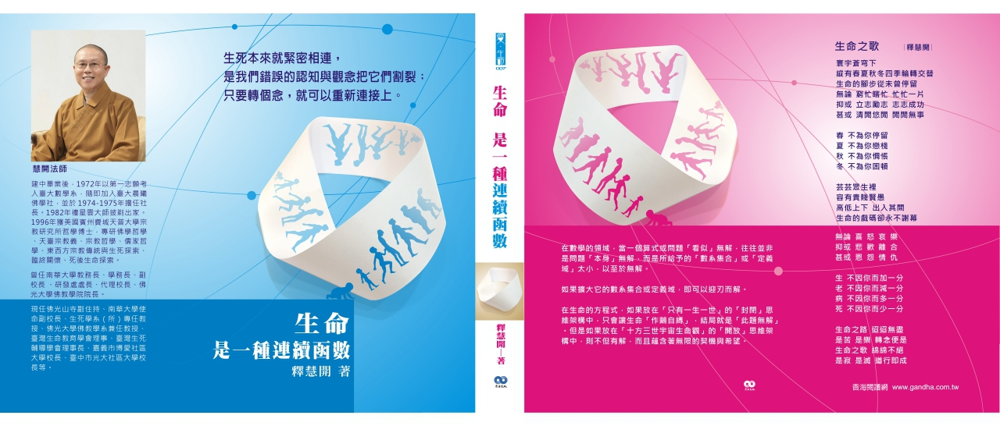 生死本來就緊密相連，
是我們錯誤的認知與觀念把它們割裂；
只要轉個念，就可以重新連接上。
慧開法師
建中畢業後，1972年以第一志願考
入臺大數學系，隨即加入臺大晨曦
佛學社，並於1974-1975年擔任社
長。1982年禮星雲大師披剃出家。
1996年獲美國賓州費城天普大學宗
教研究所哲學博士，專研佛學哲學
、天臺宗教義、宗教哲學、儒家哲
學、東西方宗教傳統與生死探索、
臨終關懷、死後生命探索。
曾任南華大學教務長、學務長、副
校長、研發處處長、代理校長、佛
光大學佛教學院院長。
現任佛光山寺副住持，南華大學使
命副校長、生死學系（所）專任教
授，佛光大學佛教學系兼任教授、
臺灣生命教育學會理事、臺灣生死
輔導學會理事長、嘉義市博愛社區
大學校長、臺中市光大社區大學校
長等。
生命
是一種連續函數
釋慧開 著
生命 是一種連續函數
釋慧開—著
在數學的領域，當一個算式或問題「看似」無解，往往並非
是問題「本身」無解，而是所給予的「數系集合」或「定義
域」太小，以至於無解。
如果擴大它的數系集合或定義域，即可以迎刃而解。
在生命的方程式，如果放在「只有一生一世」的「封閉」思
維架構中，只會讓生命「作繭自縛」，結局就是「此題無解」
。但是如果放在「十方三世宇宙生命觀」的「開放」思維架
構中，則不但有解，而且蘊含著無限的契機與希望。
生命之歌 ｜釋慧開｜
寰宇蒼穹下
縱有春夏秋冬四季輪轉交替
生命的腳步從未曾停留
無論 窮忙瞎忙 忙忙一片
抑或 立志勵志 志志成功
甚或 清閒悠閒 閒閒無事
春 不為你停留
夏 不為你戀棧
秋 不為你惆悵
冬 不為你困頓
芸芸眾生裡
容有貴賤賢愚
高低上下 出入其間
生命的戲碼卻永不謝幕
無論 喜 怒 哀 樂
抑或 悲 歡 離 合
甚或 恩 怨 情 仇
生 不因你而加一分
老 不因你而減一分
病 不因你而多一分
死 不因你而少一分
生命之路 迢迢無盡
是苦 是樂 轉念便是
生命之歌 綿綿不絕
是寂 是滅 道行即成
香海閱讀網 www.gandha.com.tw